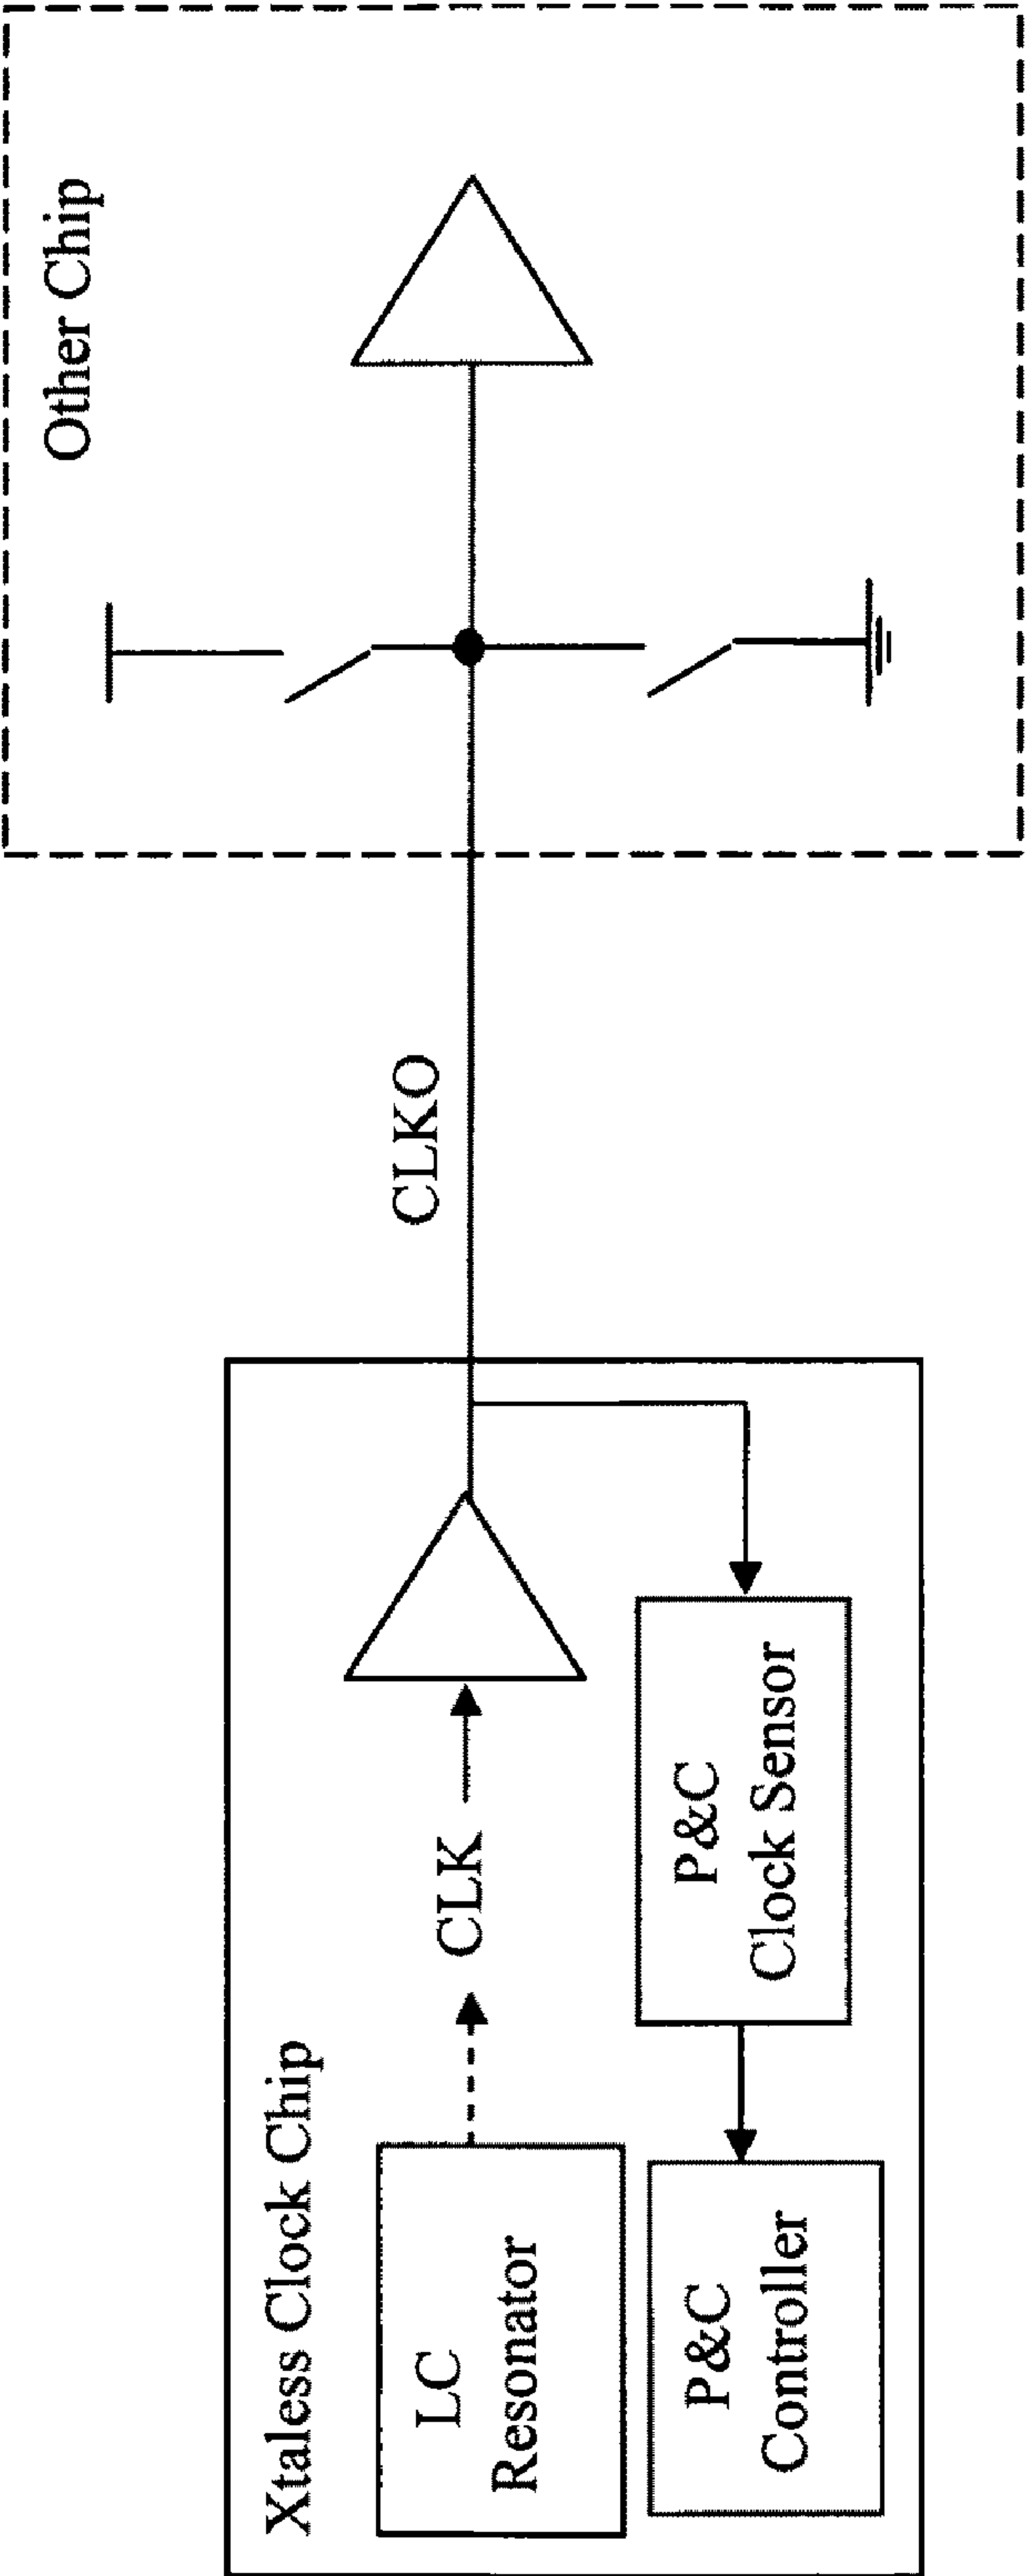 Xtaless Clock Chip
LC
Resonator
CLK
P&C
Controller
P&C
Clock Sensor
CLKO
Other Chip